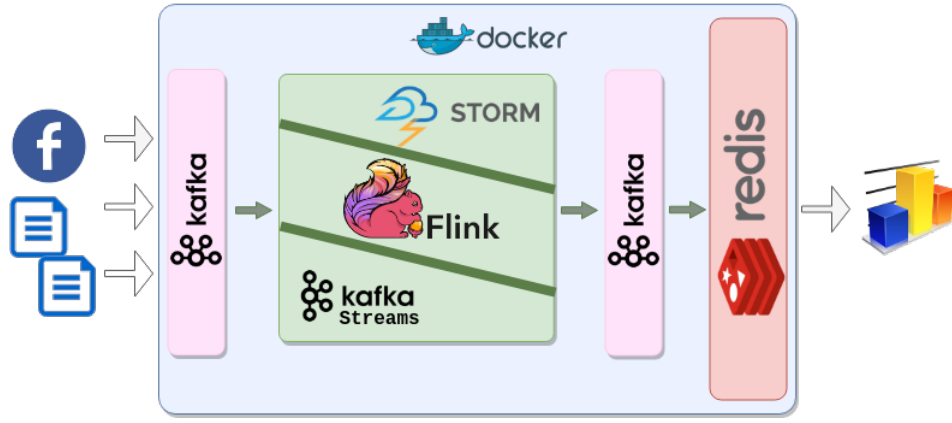 docker
kafka
STORM
Flink
kafka
Streams
kafka
redis
f